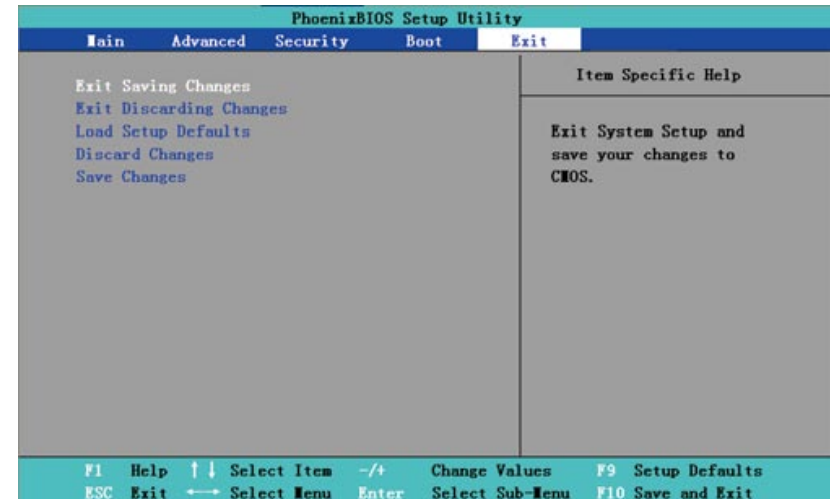 PhoenixBIOS Setup Utility
Main Advanced Security Boot Exit
Exit Saving Changes
Exit Discarding Changes
Load Setup Defaults
Discard Changes
Save Changes
Item Specific Help
Exit System Setup and
save your changes to
CMOS.
F1 Help ↑↓ Select Item -/+ Change Values F9 Setup Defaults
ESC Exit ←→ Select Menu Enter Select Sub-Menu F10 Save and Exit